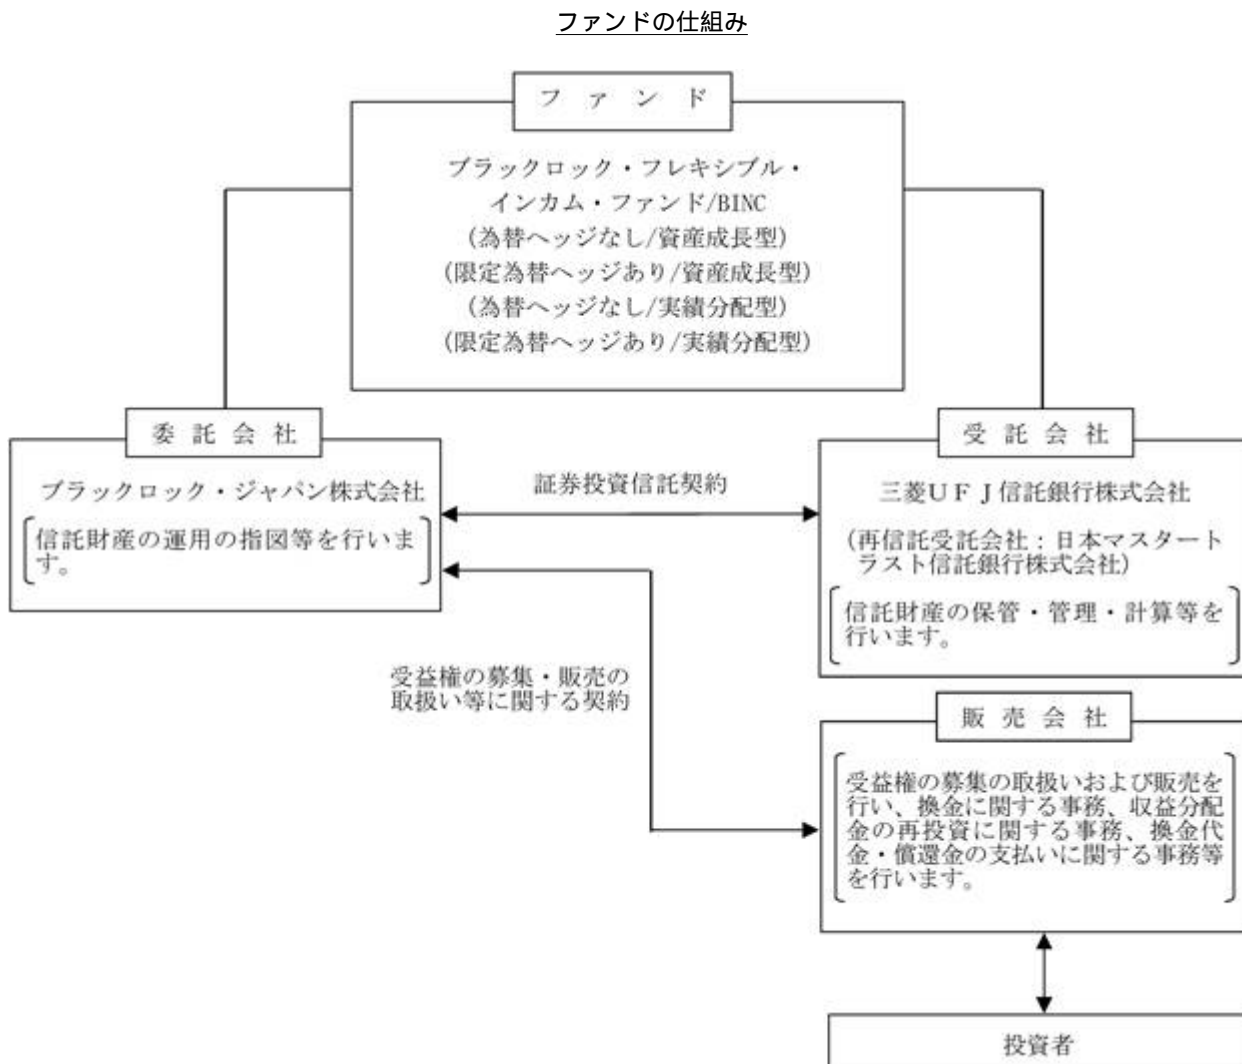 ファンドの仕組み
ファンド
ブラックロック・フレキシブル・
インカム・ファンド/BINC
(為替ヘッジなし/資産成長型)
(限定為替ヘッジあり/資産成長型)
(為替ヘッジなし/実績分配型)
(限定為替ヘッジあり/実績分配型)
委託会社
ブラックロック・ジャパン株式会社
信託財産の運用の指図等を行いま
す。
証券投資信託契約
受託会社
三菱UFJ信託銀行株式会社
(再信託受託会社:日本マスタート
ラスト信託銀行株式会社)
信託財産の保管・管理・計算等を
行います。
受益権の募集・販売の
取扱い等に関する契約
販売会社
受益権の募集の取扱いおよび販売を
行い、換金に関する事務、収益分配
金の再投資に関する事務、換金代
金・償還金の支払いに関する事務等
を行います。
投資者